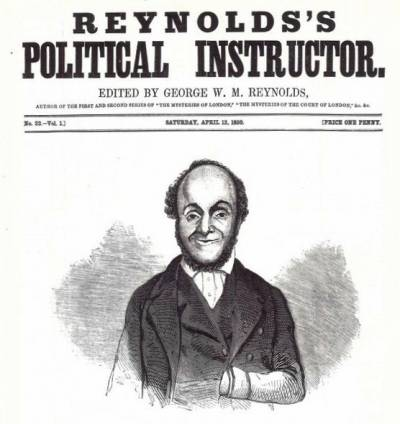 REYNOLDS'S
POLITICAL INSTRUCTOR.
EDITED BY GEORGE W. M. REYNOLDS,
AUTHOR OF THE FIRST AND SECOND SERIES OF "THE MYSTERIES OF LONDON," "THE MYSTERIES OF THE COURT OF LONDON," &c. &c.
No. 23.—Vol. 1.] SATURDAY, APRIL 13, 1850. [PRICE ONE PENNY.